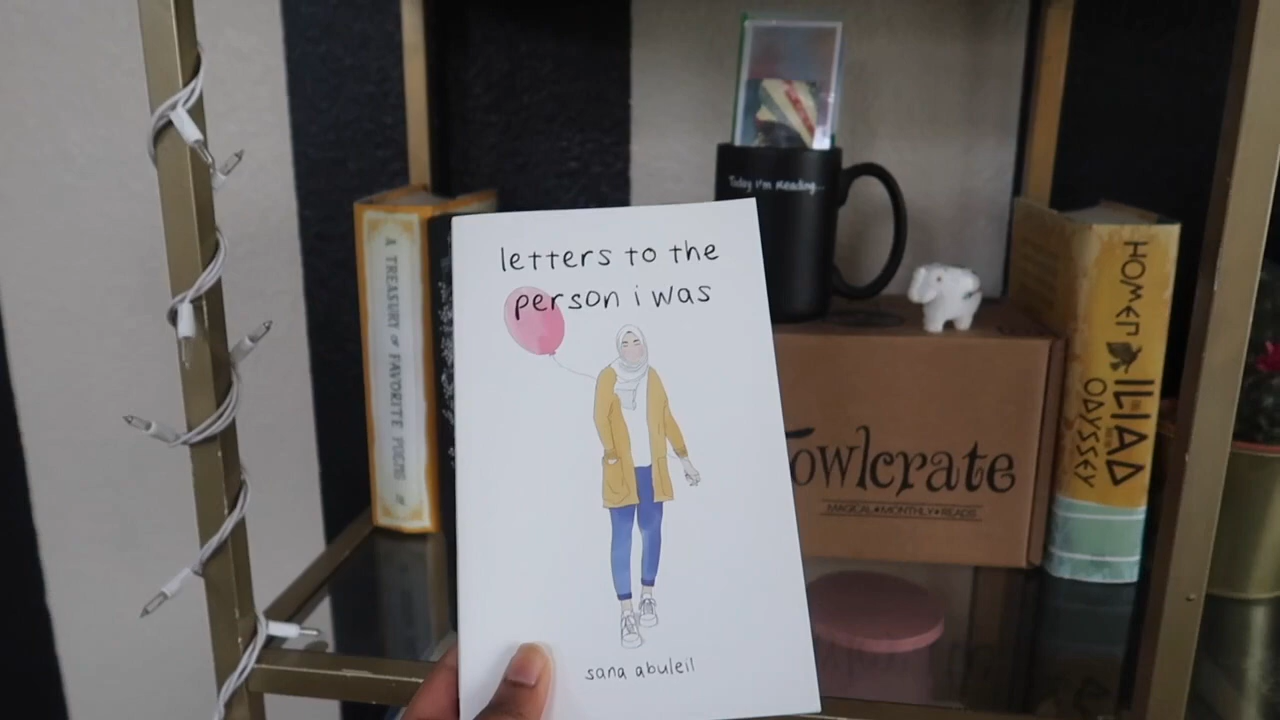 letters to the
person i was
sana abuleil
Today I'm Reading...
A TREASURY OF FAVORITE POEMS
owlcrate
MAGICAL MONTHLY READS
HOMER
ILIAD
ODYSSEY